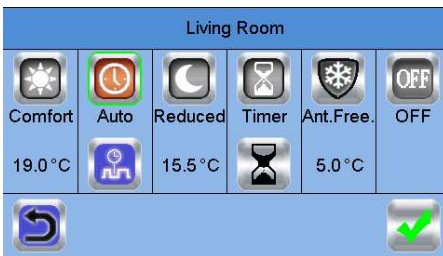 Living Room
OFF
Comfort Auto Reduced Timer Ant.Free. OFF
19.0°C 15.5°C 5.0°C